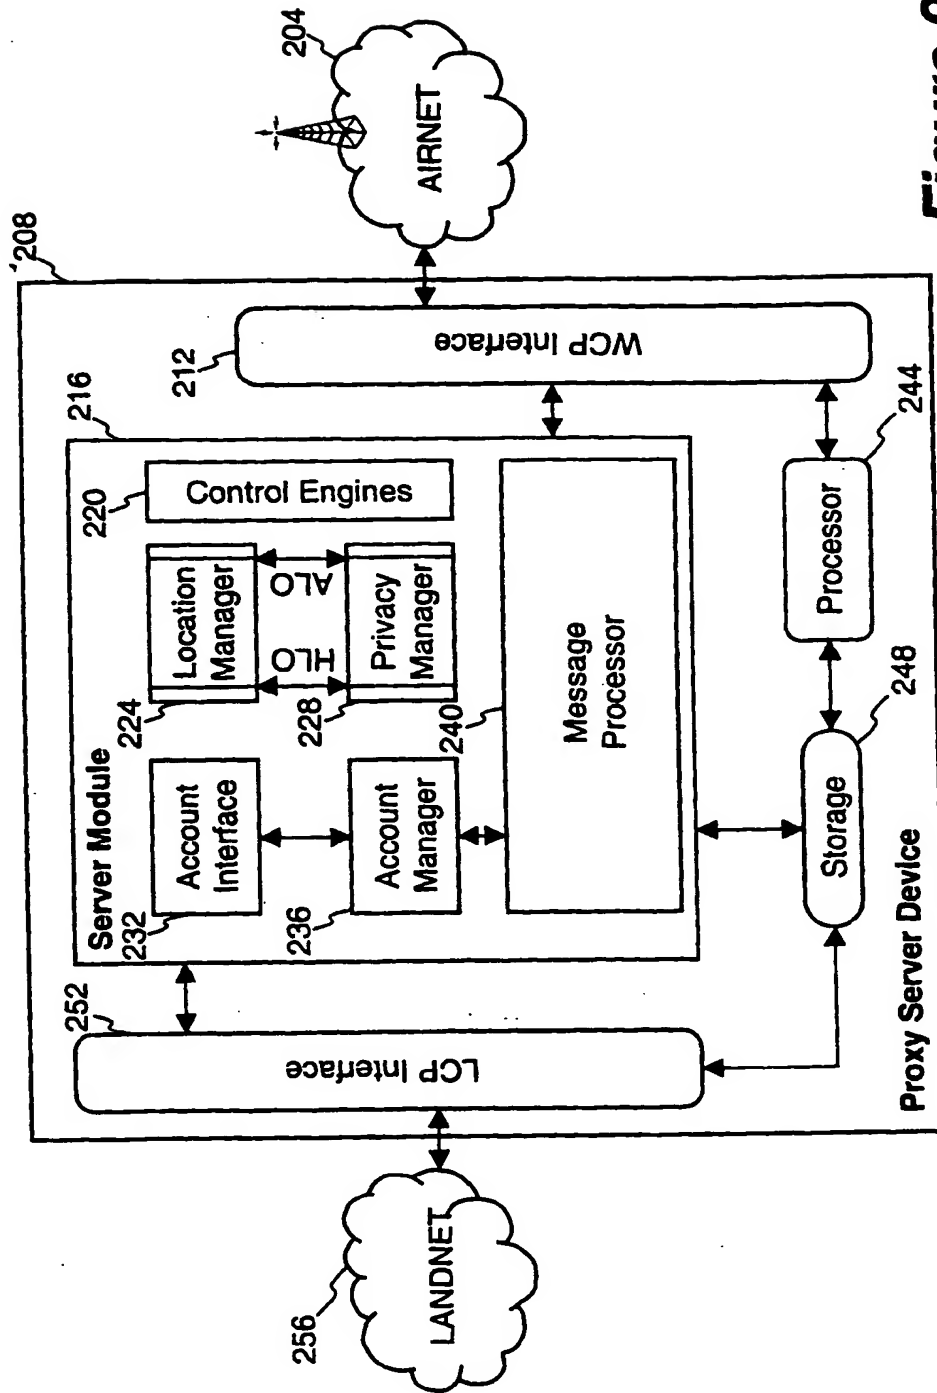 256
LANDNET
252
LCP Interface
Server Module
232
Account
Interface
236
Account
Manager
224
Location
Manager
HLO
ALO
228
Privacy
Manager
220
Control Engines
240
Message
Processor
216
212
WCP Interface
208
204
AIRNET
Proxy Server Device
Storage
248
Processor
244